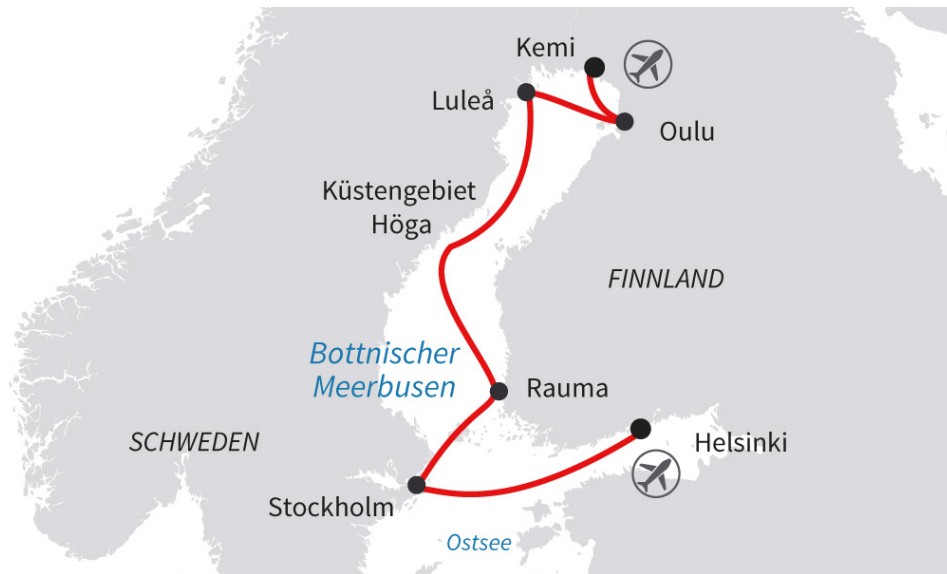 Kemi
Luleå
Oulu
Küstengebiet
Höga
FINNLAND
Bottnischer
Meerbusen
Rauma
SCHWEDEN
Helsinki
Stockholm
Ostsee